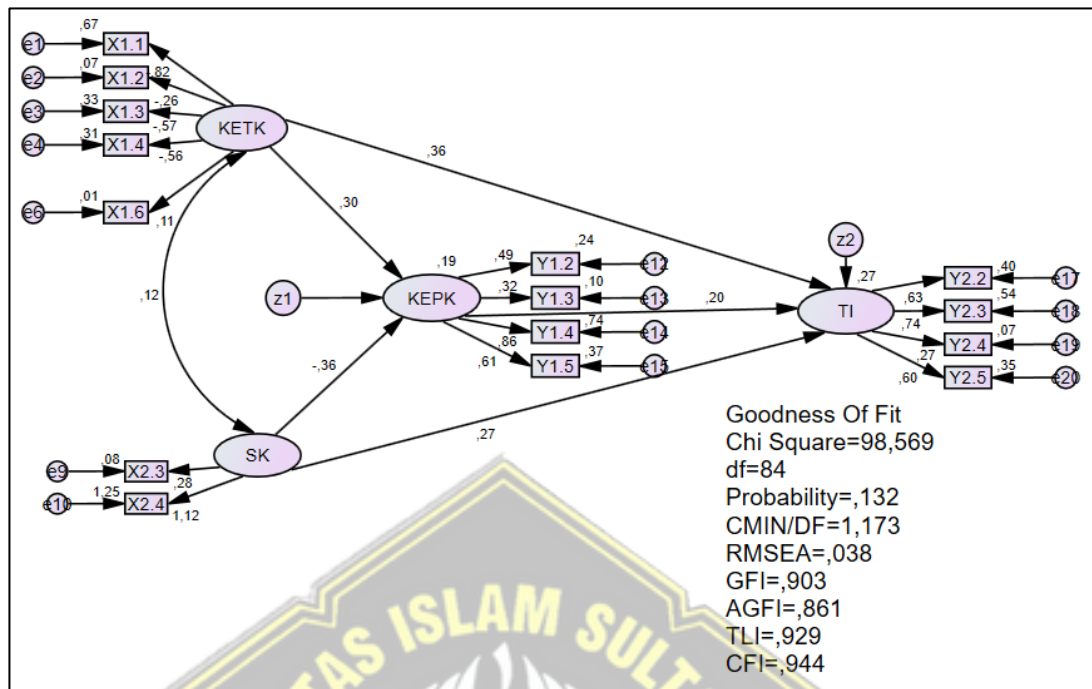 e1
,67
X1.1
e2
,07
X1.2
-,82
e3
,33
X1.3
-,26
e4
,31
X1.4
-,57
-,56
KETK
e6
,01
X1.6
,11
,36
,30
,12
z1
,19
KEPK
,49
Y1.2
,24
e12
,32
Y1.3
,10
e13
,86
Y1.4
,74
e14
,61
Y1.5
,37
e15
,20
-,36
,27
z2
,27
TI
Y2.2
,40
e17
,63
Y2.3
,54
e18
,74
Y2.4
,07
e19
,27
,60
Y2.5
,35
e20
SK
e9
,08
X2.3
,28
e10
1,25
X2.4
1,12
Goodness Of Fit
Chi Square=98,569
df=84
Probability=,132
CMIN/DF=1,173
RMSEA=,038
GFI=,903
AGFI=,861
TLI=,929
CFI=,944
TAS ISLAM SULT